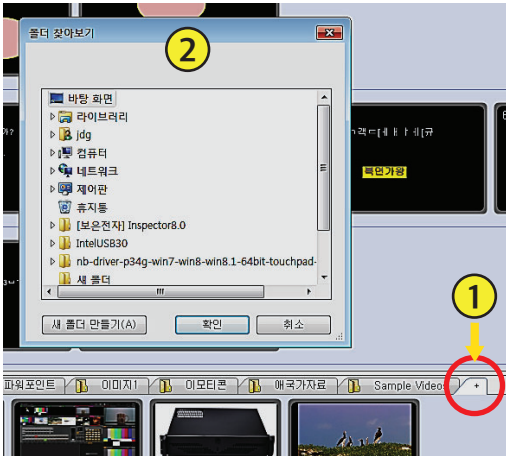 폴더 찾아보기
2
바탕 화면
라이브러리
jdg
컴퓨터
네트워크
제어판
휴지통
[보은전자] Inspector8.0
IntelUSB30
nb-driver-p34g-win7-win8-win8.1-64bit-touchpad-
새 폴더
새 폴더 만들기(A)
확인
취소
복면가왕
1
파워포인트
이미지1
이모티콘
애국가자료
Sample Videos
+